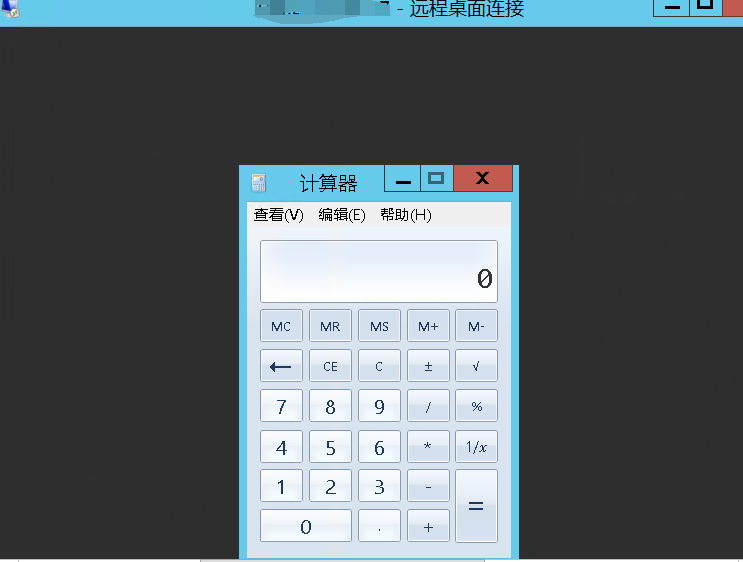 - 远程桌面连接
计算器
查看(V) 编辑(E) 帮助(H)
0
MC MR MS M+ M-
← CE C ± √
7 8 9 / %
4 5 6 * 1/x
1 2 3 - =
0 . +